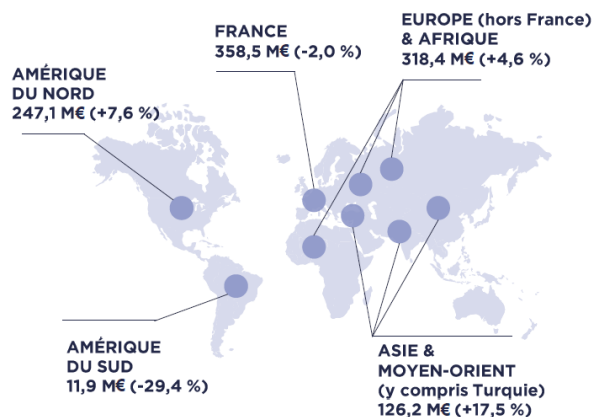 FRANCE
358,5 M€ (-2,0 %)
EUROPE (hors France)
& AFRIQUE
318,4 M€ (+4,6 %)
AMÉRIQUE
DU NORD
247,1 M€ (+7,6 %)
AMÉRIQUE
DU SUD
11,9 M€ (-29,4 %)
ASIE &
MOYEN-ORIENT
(y compris Turquie)
126,2 M€ (+17,5 %)